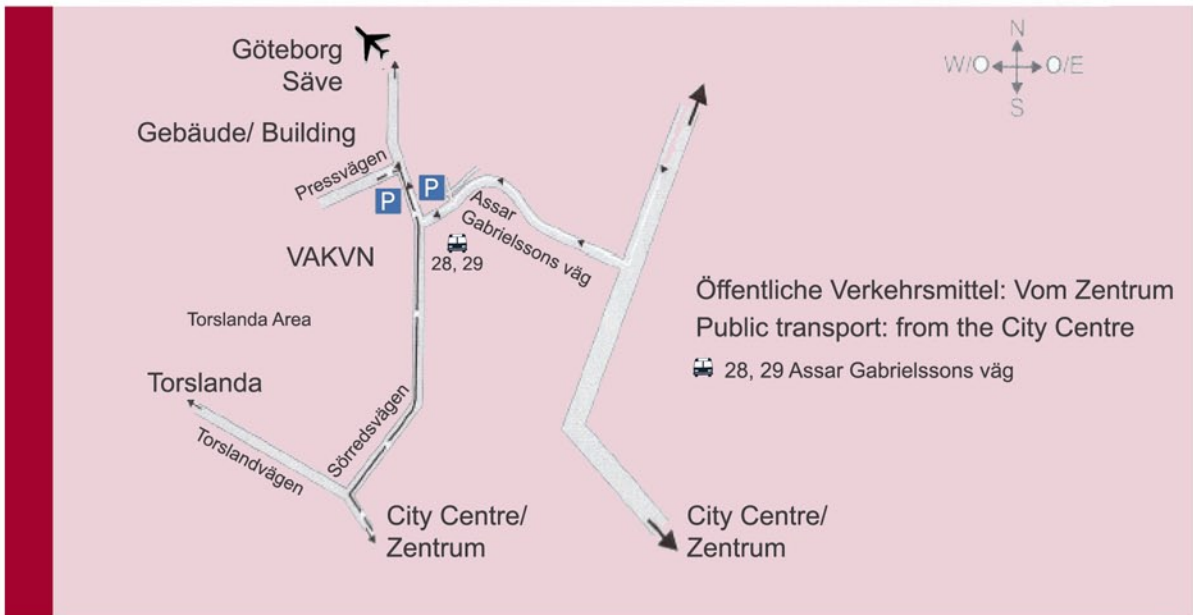 Göteborg
Säve
N
W/O O/E
S
Gebäude/ Building
Pressvägen
P
P
Assar
Gabrielssons väg
VAKVN
28, 29
Öffentliche Verkehrsmittel: Vom Zentrum
Public transport: from the City Centre
28, 29 Assar Gabrielssons väg
Torslanda Area
Torslanda
Sörredsvägen
Torslandvägen
City Centre/
Zentrum
City Centre/
Zentrum